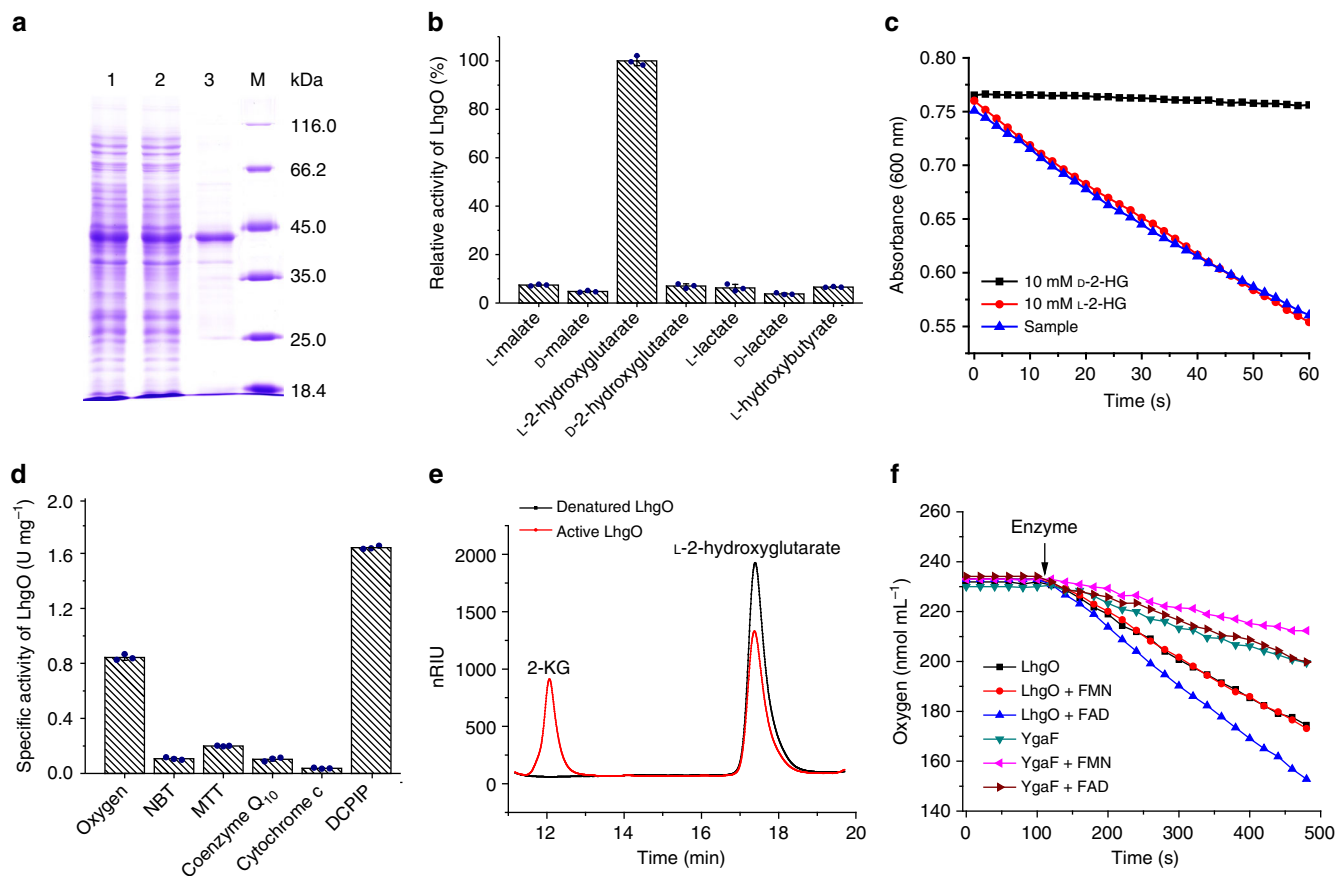 a
1 2 3 M kDa
116.0
66.2
45.0
35.0
25.0
18.4
b
Relative activity of LhgO (%)
100
80
60
40
20
0
L-malate
D-malate
L-2-hydroxyglutarate
D-2-hydroxyglutarate
L-lactate
D-lactate
L-hydroxybutyrate
c
Absorbance (600 nm)
0.80
0.75
0.70
0.65
0.60
0.55
10 mM D-2-HG
10 mM L-2-HG
Sample
0 10 20 30 40 50 60
Time (s)
d
Specific activity of LhgO (U mg⁻¹)
2.0
1.6
1.2
0.8
0.4
0.0
Oxygen
NBT
MTT
Coenzyme Q₁₀
Cytochrome c
DCPIP
e
Denatured LhgO
Active LhgO
nRIU
2000
1500
1000
500
0
2-KG
L-2-hydroxyglutarate
12 14 16 18 20
Time (min)
f
Oxygen (nmol mL⁻¹)
260
240
220
200
180
160
140
Enzyme
LhgO
LhgO + FMN
LhgO + FAD
YgaF
YgaF + FMN
YgaF + FAD
0 100 200 300 400 500
Time (s)